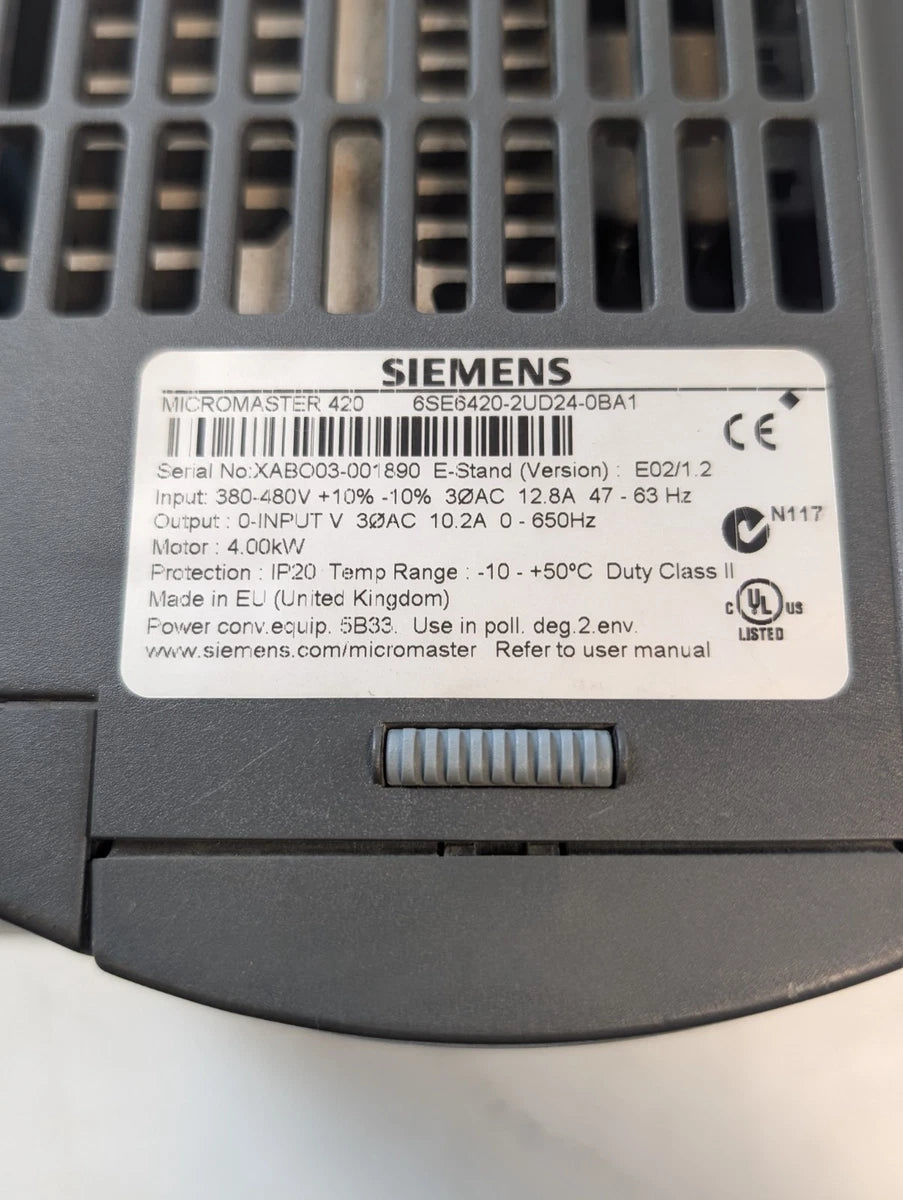 SIEMENS
MICROMASTER 420 6SE6420-2UD24-0BA1
CE
Serial No:XABO03-001890 E-Stand (Version) : E02/1.2
Input: 380-480V +10% -10% 3ØAC 12.8A 47 - 63 Hz
N117
Output : 0-INPUT V 3ØAC 10.2A 0 - 650Hz
Motor : 4.00kW
Protection : IP20 Temp Range : -10 - +50ºC Duty Class II
Made in EU (United Kingdom)
C UL US
LISTED
Power conv.equip. 5B33. Use in poll. deg.2.env.
www.siemens.com/micromaster Refer to user manual